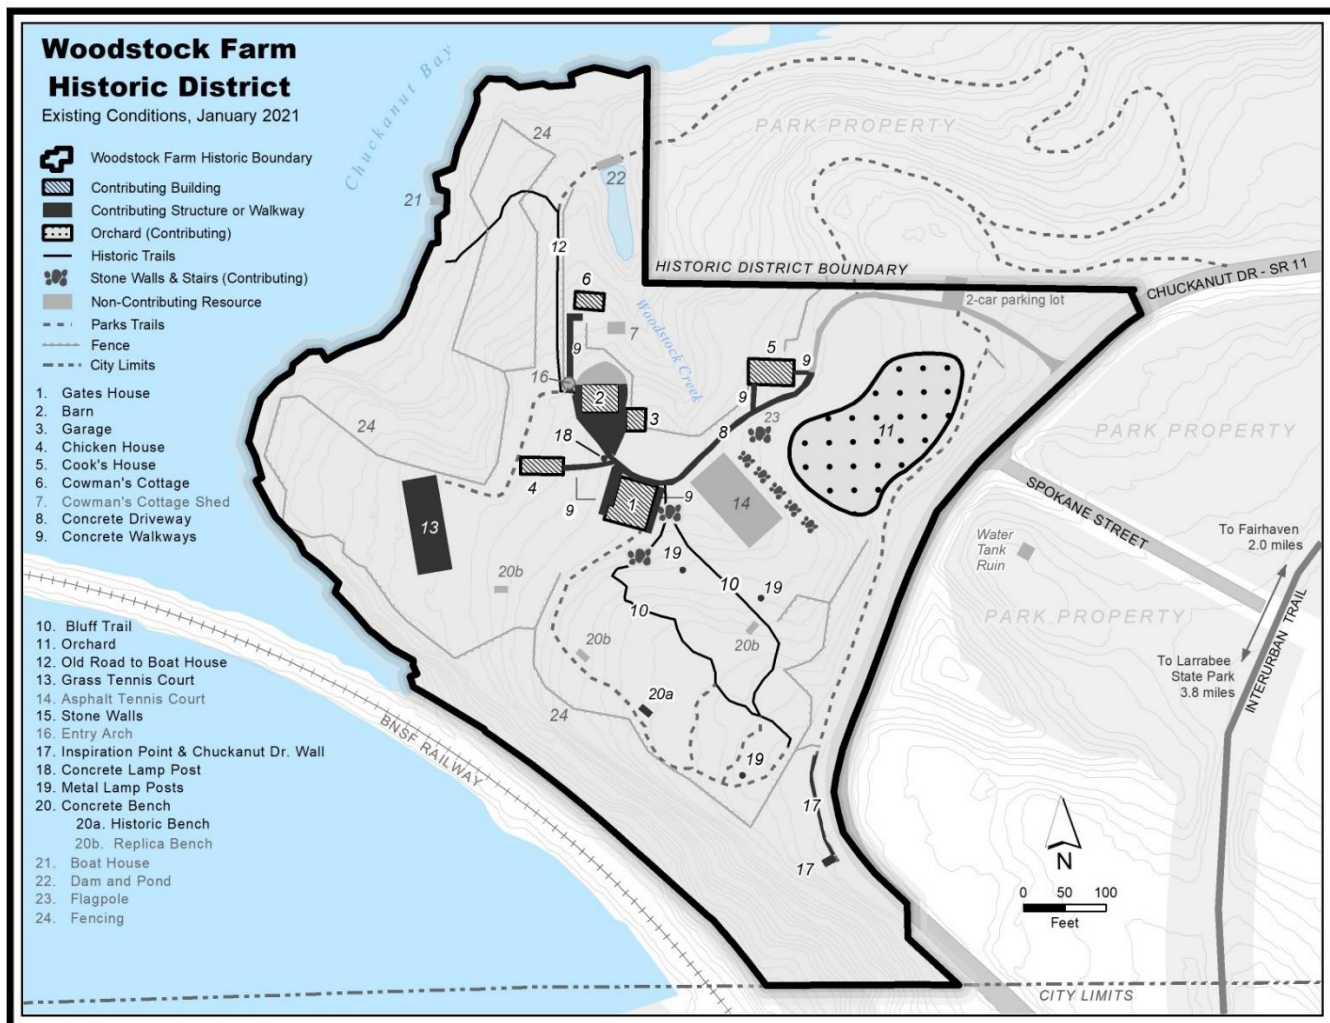 Woodstock Farm
Historic District
Existing Conditions, January 2021
Woodstock Farm Historic Boundary
Contributing Building
Contributing Structure or Walkway
Orchard (Contributing)
Historic Trails
Stone Walls & Stairs (Contributing)
Non-Contributing Resource
Parks Trails
Fence
City Limits
1. Gates House
2. Barn
3. Garage
4. Chicken House
5. Cook's House
6. Cowman's Cottage
7. Cowman's Cottage Shed
8. Concrete Driveway
9. Concrete Walkways
10. Bluff Trail
11. Orchard
12. Old Road to Boat House
13. Grass Tennis Court
14. Asphalt Tennis Court
15. Stone Walls
16. Entry Arch
17. Inspiration Point & Chuckanut Dr. Wall
18. Concrete Lamp Post
19. Metal Lamp Posts
20. Concrete Bench
20a. Historic Bench
20b. Replica Bench
21. Boat House
22. Dam and Pond
23. Flagpole
24. Fencing
Chuckanut Bay
24
PARK PROPERTY
22
21
12
HISTORIC DISTRICT BOUNDARY
CHUCKANUT DR - SR 11
6
2-car parking lot
Woodstock Creek
7
9
5
9
16
2
9
3
23
24
8
11
PARK PROPERTY
18
4
9
1
9
14
SPOKANE STREET
13
To Fairhaven
2.0 miles
Water
Tank
Ruin
19
20b
10
19
10
PARK PROPERTY
20b
20b
INTERURBAN TRAIL
To Larrabee
State Park
3.8 miles
20a
24
BNSF RAILWAY
19
17
17
N
0 50 100
Feet
CITY LIMITS